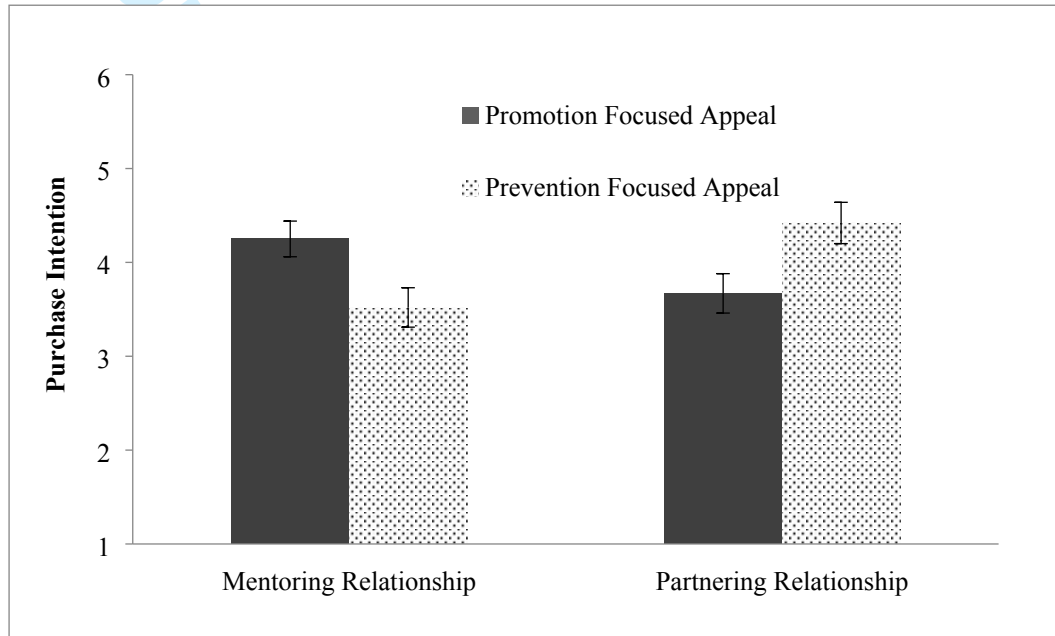 6
5
4
3
2
1
Purchase Intention
Promotion Focused Appeal
Prevention Focused Appeal
Mentoring Relationship
Partnering Relationship